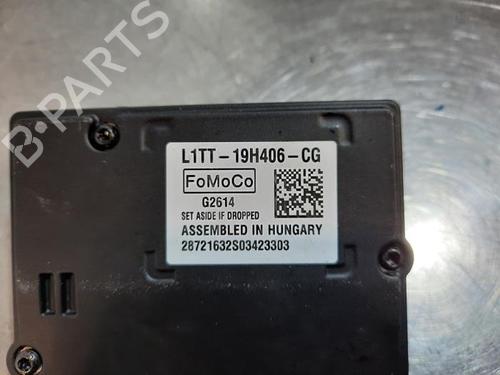 L1TT-19H406-CG
FoMoCo
G2614
SET ASIDE IF DROPPED
ASSEMBLED IN HUNGARY
28721632S03423303
B-PARTS